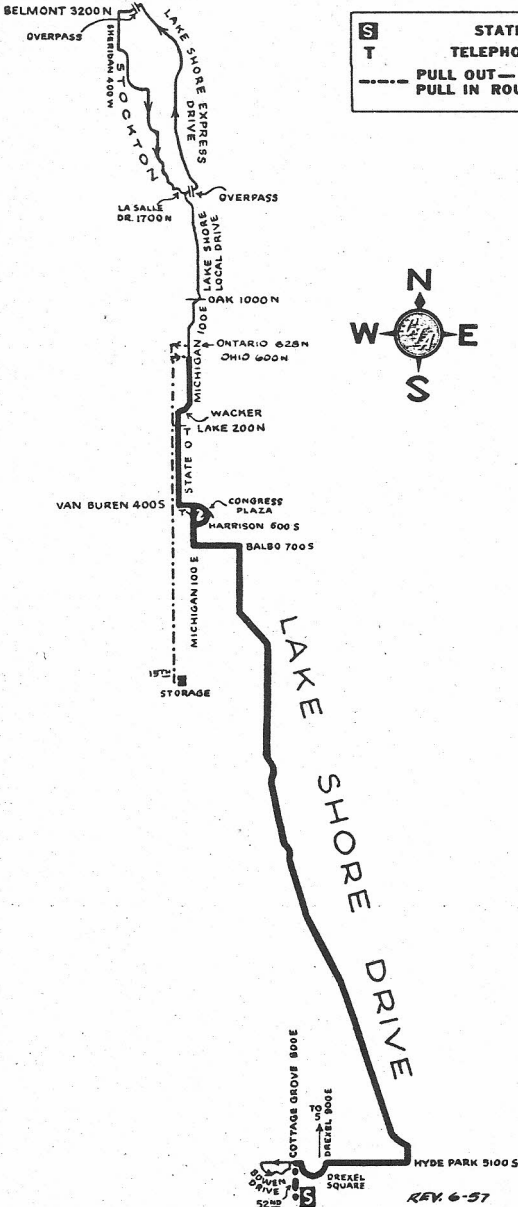 BELMONT 3200 N
OVERPASS
SHERIDAN 400 W
STOCKTON
LAKE SHORE EXPRESS
DRIVE
S STATE
T TELEPHO
PULL OUT—
PULL IN ROU
LA SALLE
DR. 1700 N
OVERPASS
LAKE SHORE
LOCAL DRIVE
OAK 1000 N
MICHIGAN 100 E
ONTARIO 628 N
OHIO 600 N
N
W E
S
WACKER
LAKE 200 N
T
STATE O
VAN BUREN 400 S
T
CONGRESS
PLAZA
HARRISON 600 S
BALBO 700 S
MICHIGAN 100 E
15TH
STORAGE
LAKE SHORE DRIVE
COTTAGE GROVE 800 E
TO
S
DREXEL 900 E
HYDE PARK 5100 S
BOWEN
DRIVE
DREXEL
SQUARE
52ND
S
REV. 6-57